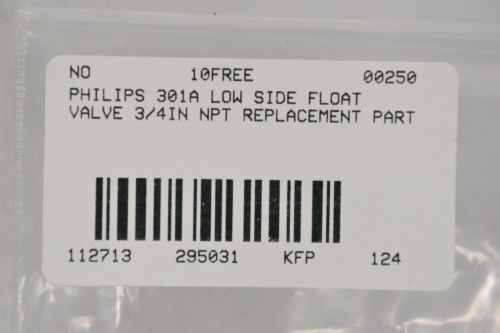 NO 10FREE 00250
PHILIPS 301A LOW SIDE FLOAT
VALVE 3/4IN NPT REPLACEMENT PART
112713 295031 KFP 124